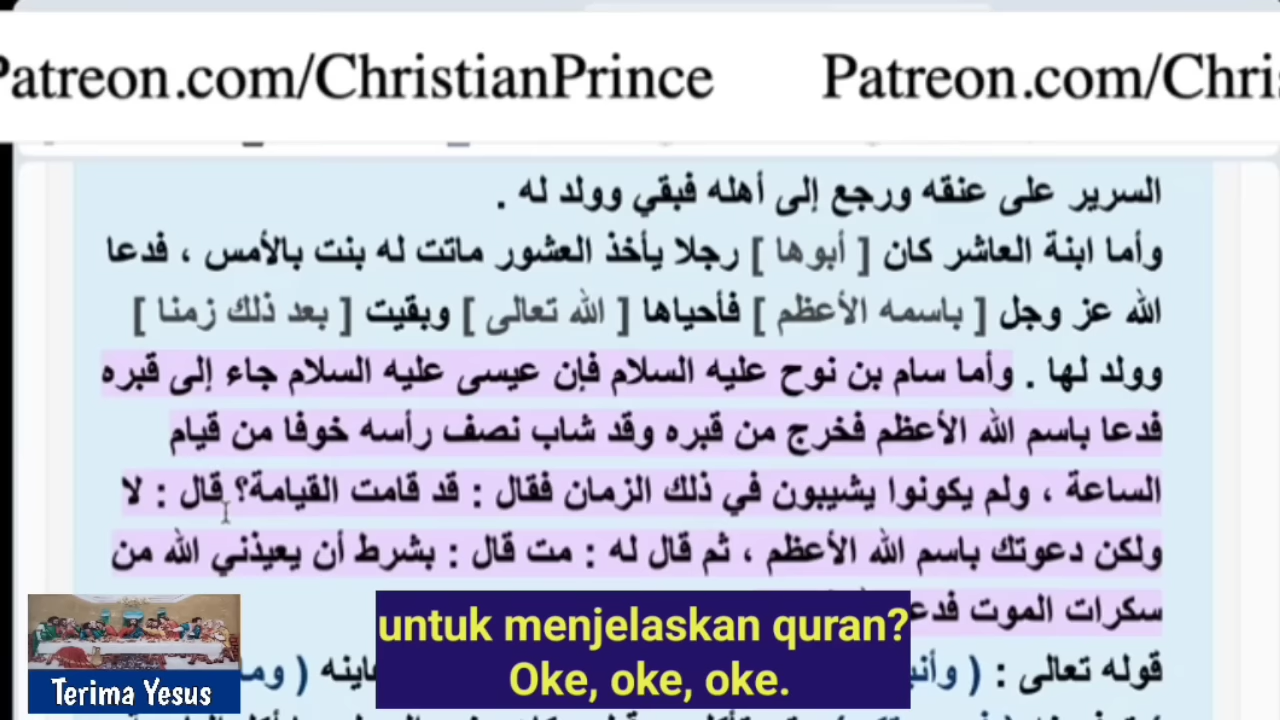 Patreon.com/ChristianPrince Patreon.com/Chris
السرير على عنقه ورجع إلى أهله فبقي وولد له .
وأما ابنة العاشر كان [ أبوها ] رجلا يأخذ العشور ماتت له بنت بالأمس ، فدعا
الله عز وجل [ باسمه الأعظم ] فأحياها [ الله تعالى ] وبقيت [ بعد ذلك زمنا ]
وولد لها . وأما سام بن نوح عليه السلام فإن عيسى عليه السلام جاء إلى قبره
فدعا باسم الله الأعظم فخرج من قبره وقد شاب نصف رأسه خوفا من قيام
الساعة ، ولم يكونوا يشيبون في ذلك الزمان فقال : قد قامت القيامة؟ قال : لا
ولكن دعوتك باسم الله الأعظم ، ثم قال له : مت قال : بشرط أن يعيذني الله من
سكرات الموت
قوله تعالى :
untuk menjelaskan quran?
Oke, oke, oke.
Terima Yesus